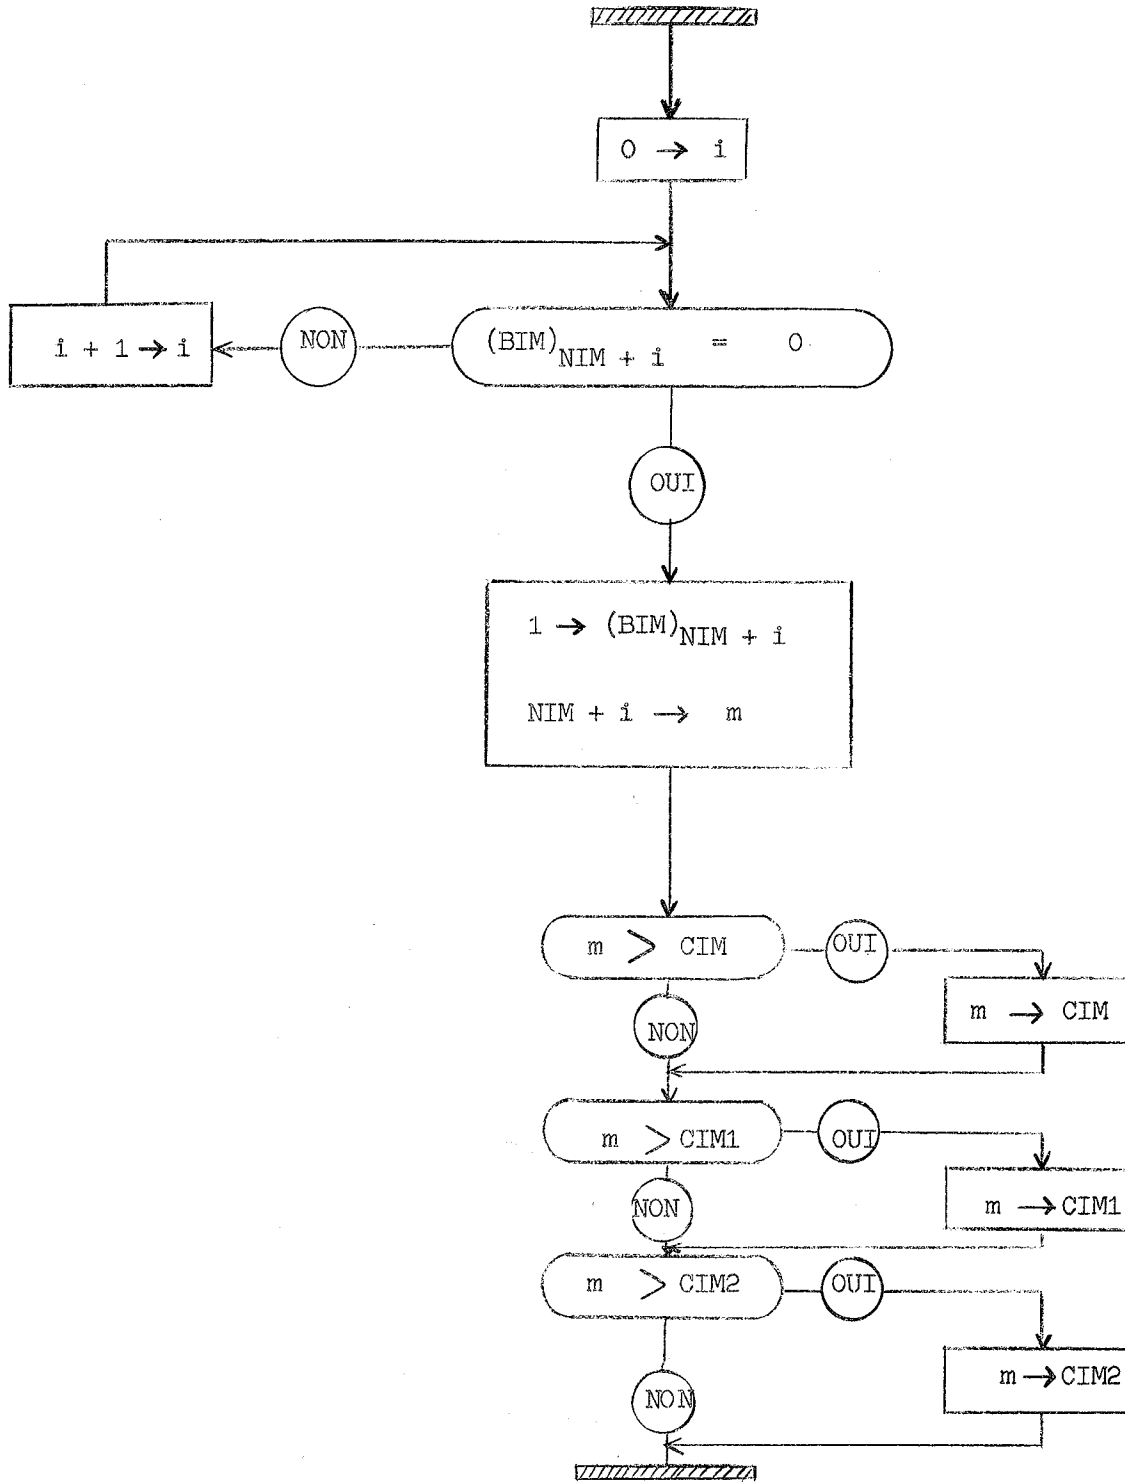 0 → i
(BIM)NIM + i = 0
NON
i + 1 → i
OUI
1 → (BIM)NIM + i
NIM + i → m
m > CIM
OUI
m → CIM
NON
m > CIM1
OUI
m → CIM1
NON
m > CIM2
OUI
m → CIM2
NON